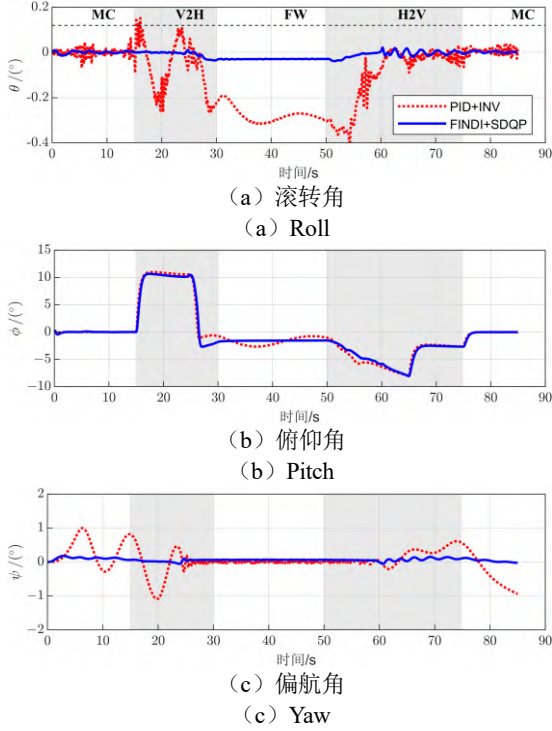 MC V2H FW H2V MC
0.2
0
-0.2
-0.4
θ/(°)
PID+INV
FINDI+SDQP
0 10 20 30 40 50 60 70 80 90
时间/s
（a）滚转角
（a）Roll
15
10
5
0
-5
-10
ϕ/(°)
0 10 20 30 40 50 60 70 80 90
时间/s
（b）俯仰角
（b）Pitch
2
1
0
-1
-2
ψ/(°)
0 10 20 30 40 50 60 70 80 90
时间/s
（c）偏航角
（c）Yaw